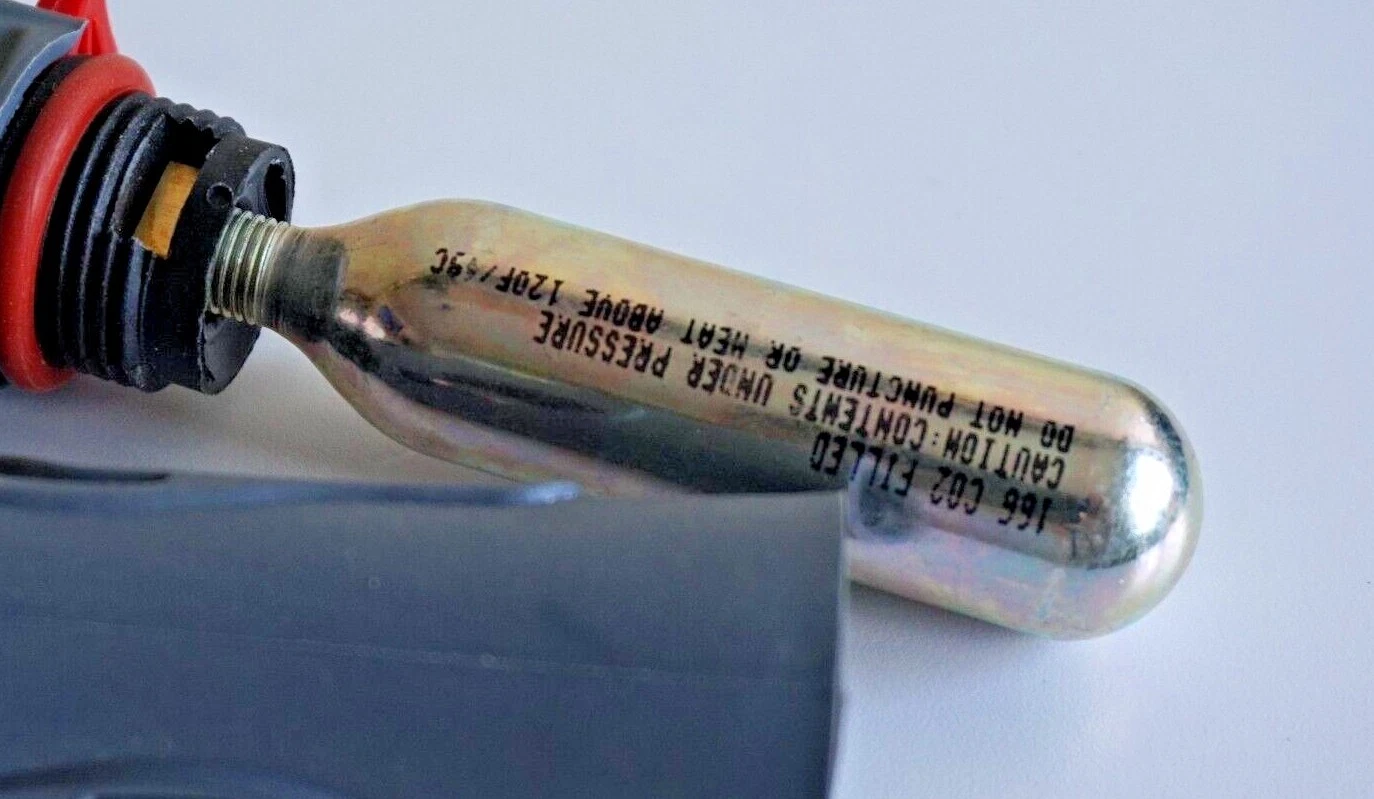 16G CO2 FILLED
CAUTION:CONTENTS UNDER PRESSURE
DO NOT PUNCTURE OR HEAT ABOVE 120F/49C